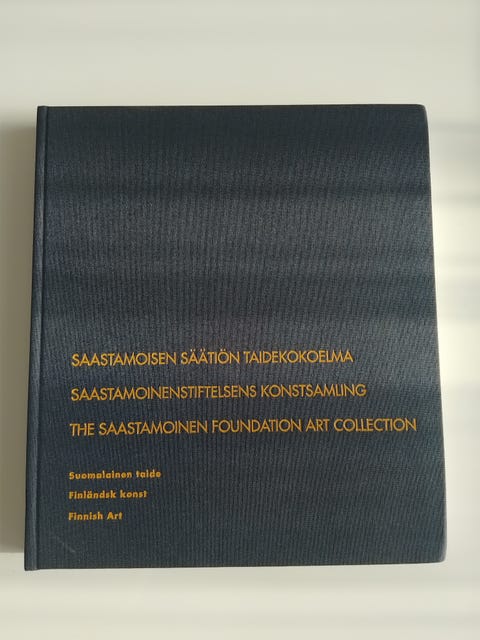 SAASTAMOISEN SÄÄTIÖN TAIDEKOKOELMA
SAASTAMOINENSTIFTELSENS KONSTSAMLING
THE SAASTAMOINEN FOUNDATION ART COLLECTION
Suomalainen taide
Finländsk konst
Finnish Art